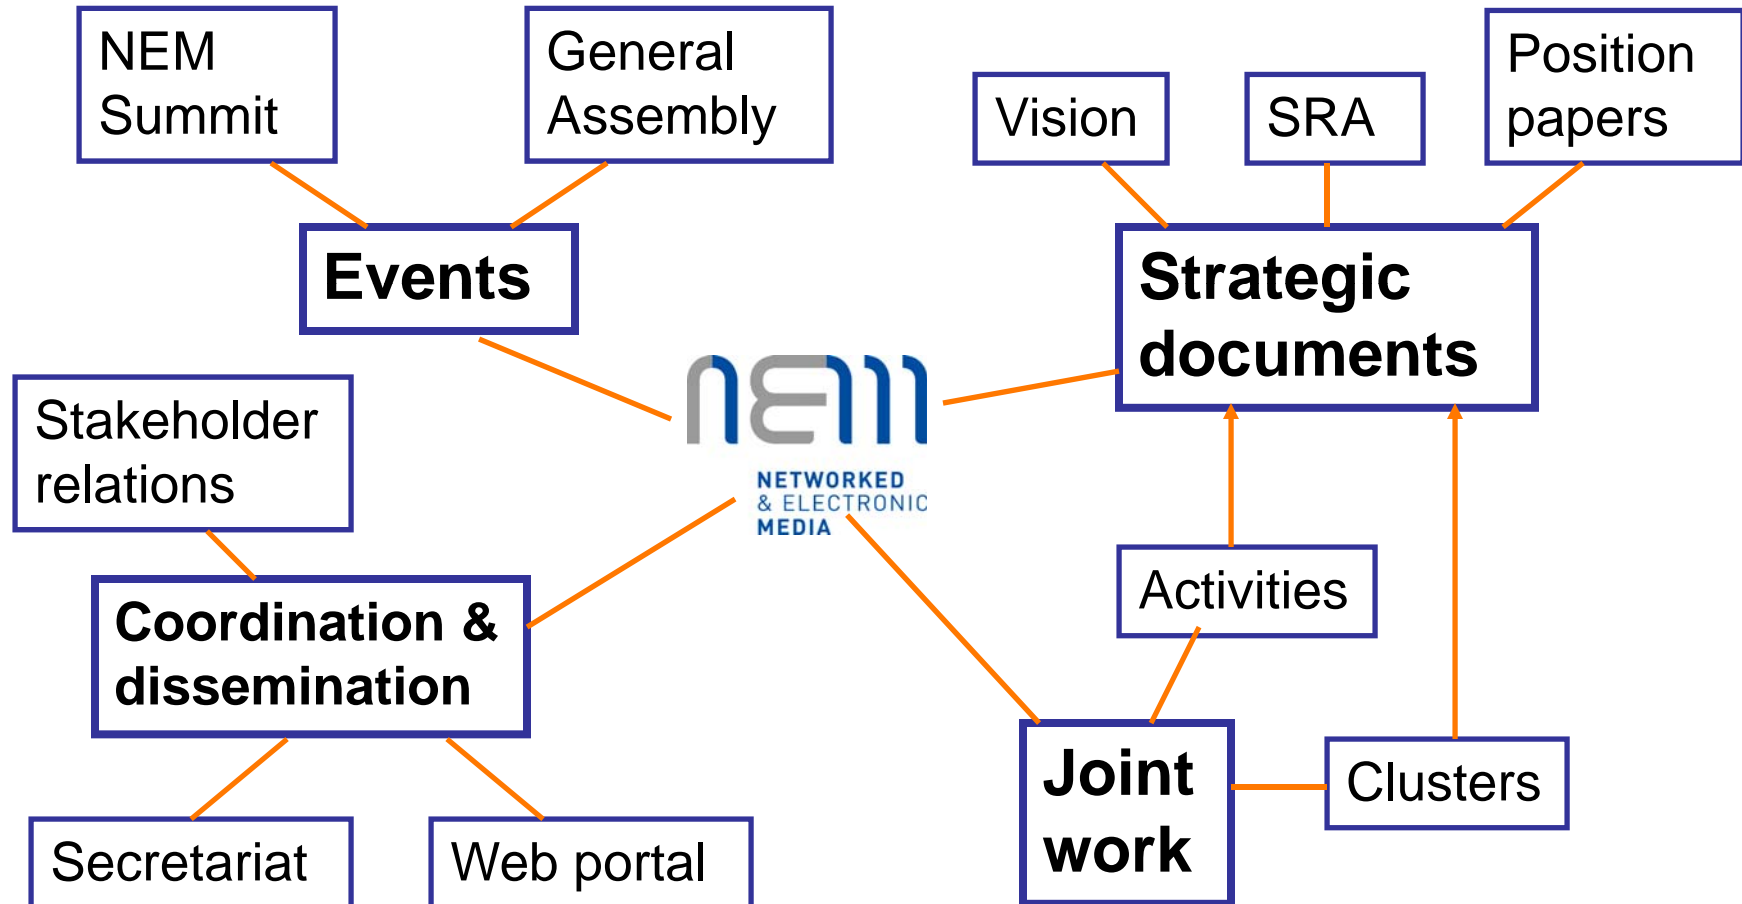 NEM
Summit
General
Assembly
Vision
SRA
Position
papers
Events
Strategic
documents
Stakeholder
relations
nem
NETWORKED
& ELECTRONIC
MEDIA
Coordination &
dissemination
Activities
Joint
work
Clusters
Secretariat
Web portal